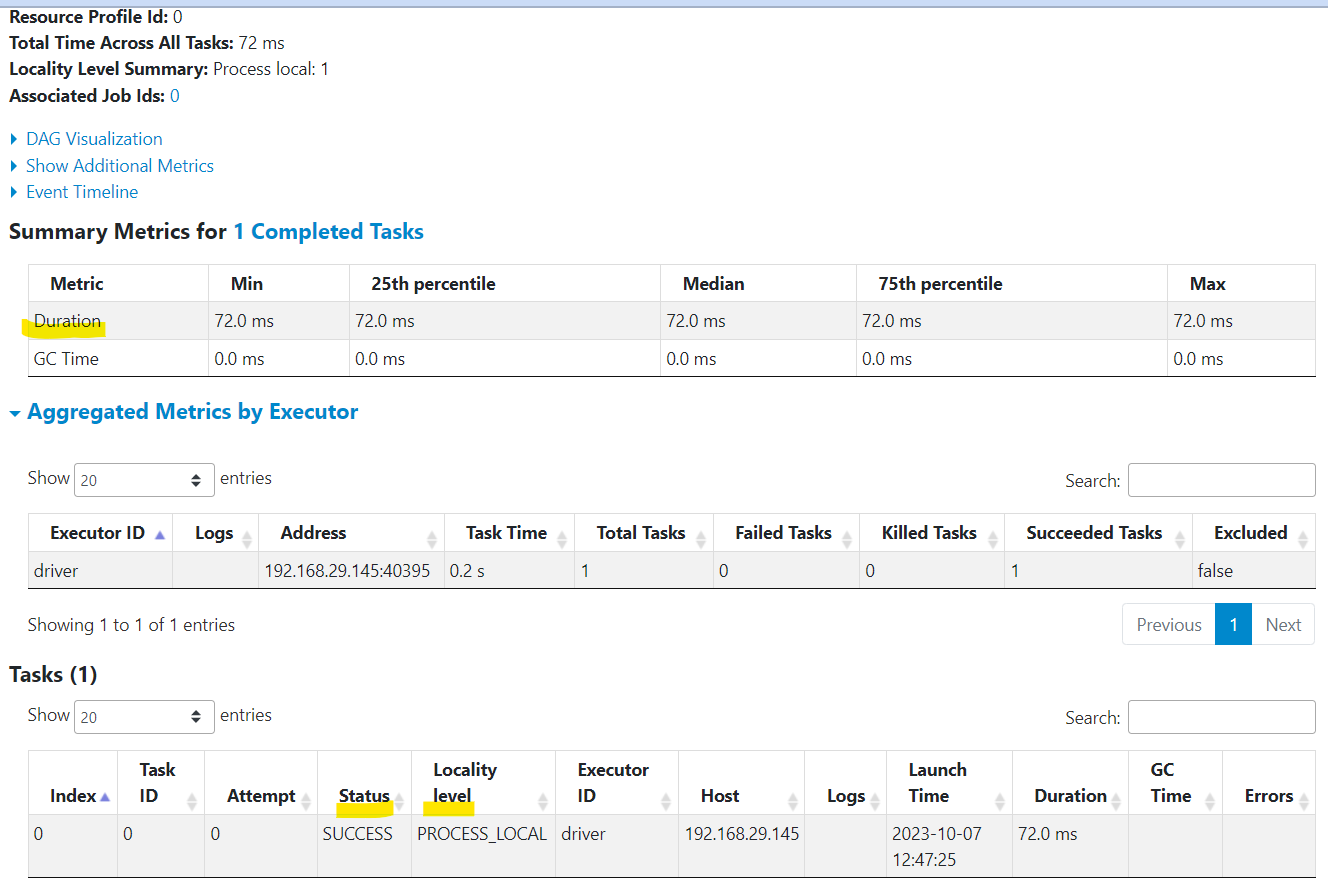 Resource Profile Id: 0
Total Time Across All Tasks: 72 ms
Locality Level Summary: Process local: 1
Associated Job Ids: 0
DAG Visualization
Show Additional Metrics
Event Timeline
Summary Metrics for 1 Completed Tasks
Metric Min 25th percentile Median 75th percentile Max
Duration 72.0 ms 72.0 ms 72.0 ms 72.0 ms 72.0 ms
GC Time 0.0 ms 0.0 ms 0.0 ms 0.0 ms 0.0 ms
Aggregated Metrics by Executor
Show 20 entries Search:
Executor ID Logs Address Task Time Total Tasks Failed Tasks Killed Tasks Succeeded Tasks Excluded
driver 192.168.29.145:40395 0.2 s 1 0 0 1 false
Showing 1 to 1 of 1 entries Previous 1 Next
Tasks (1)
Show 20 entries Search:
Index Task ID Attempt Status Locality level Executor ID Host Logs Launch Time Duration GC Time Errors
0 0 0 SUCCESS PROCESS_LOCAL driver 192.168.29.145 2023-10-07 12:47:25 72.0 ms